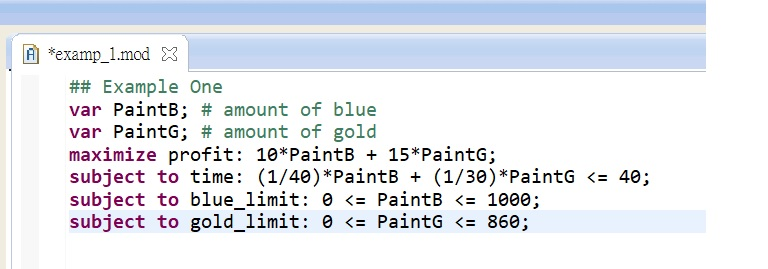 *examp_1.mod
## Example One
var PaintB; # amount of blue
var PaintG; # amount of gold
maximize profit: 10*PaintB + 15*PaintG;
subject to time: (1/40)*PaintB + (1/30)*PaintG <= 40;
subject to blue_limit: 0 <= PaintB <= 1000;
subject to gold_limit: 0 <= PaintG <= 860;